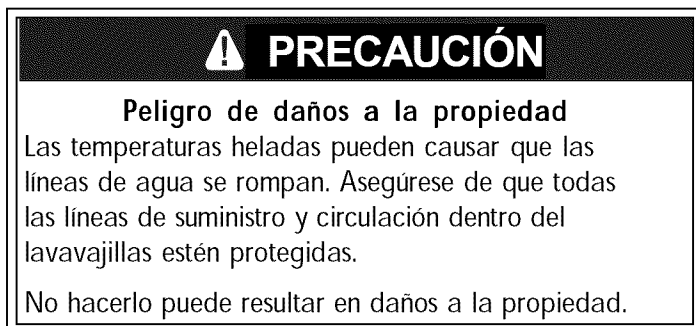 PRECAUCIÓN
Peligro de daños a la propiedad
Las temperaturas heladas pueden causar que las
líneas de agua se rompan. Asegúrese de que todas
las líneas de suministro y circulación dentro del
lavavajillas estén protegidas.
No hacerlo puede resultar en daños a la propiedad.